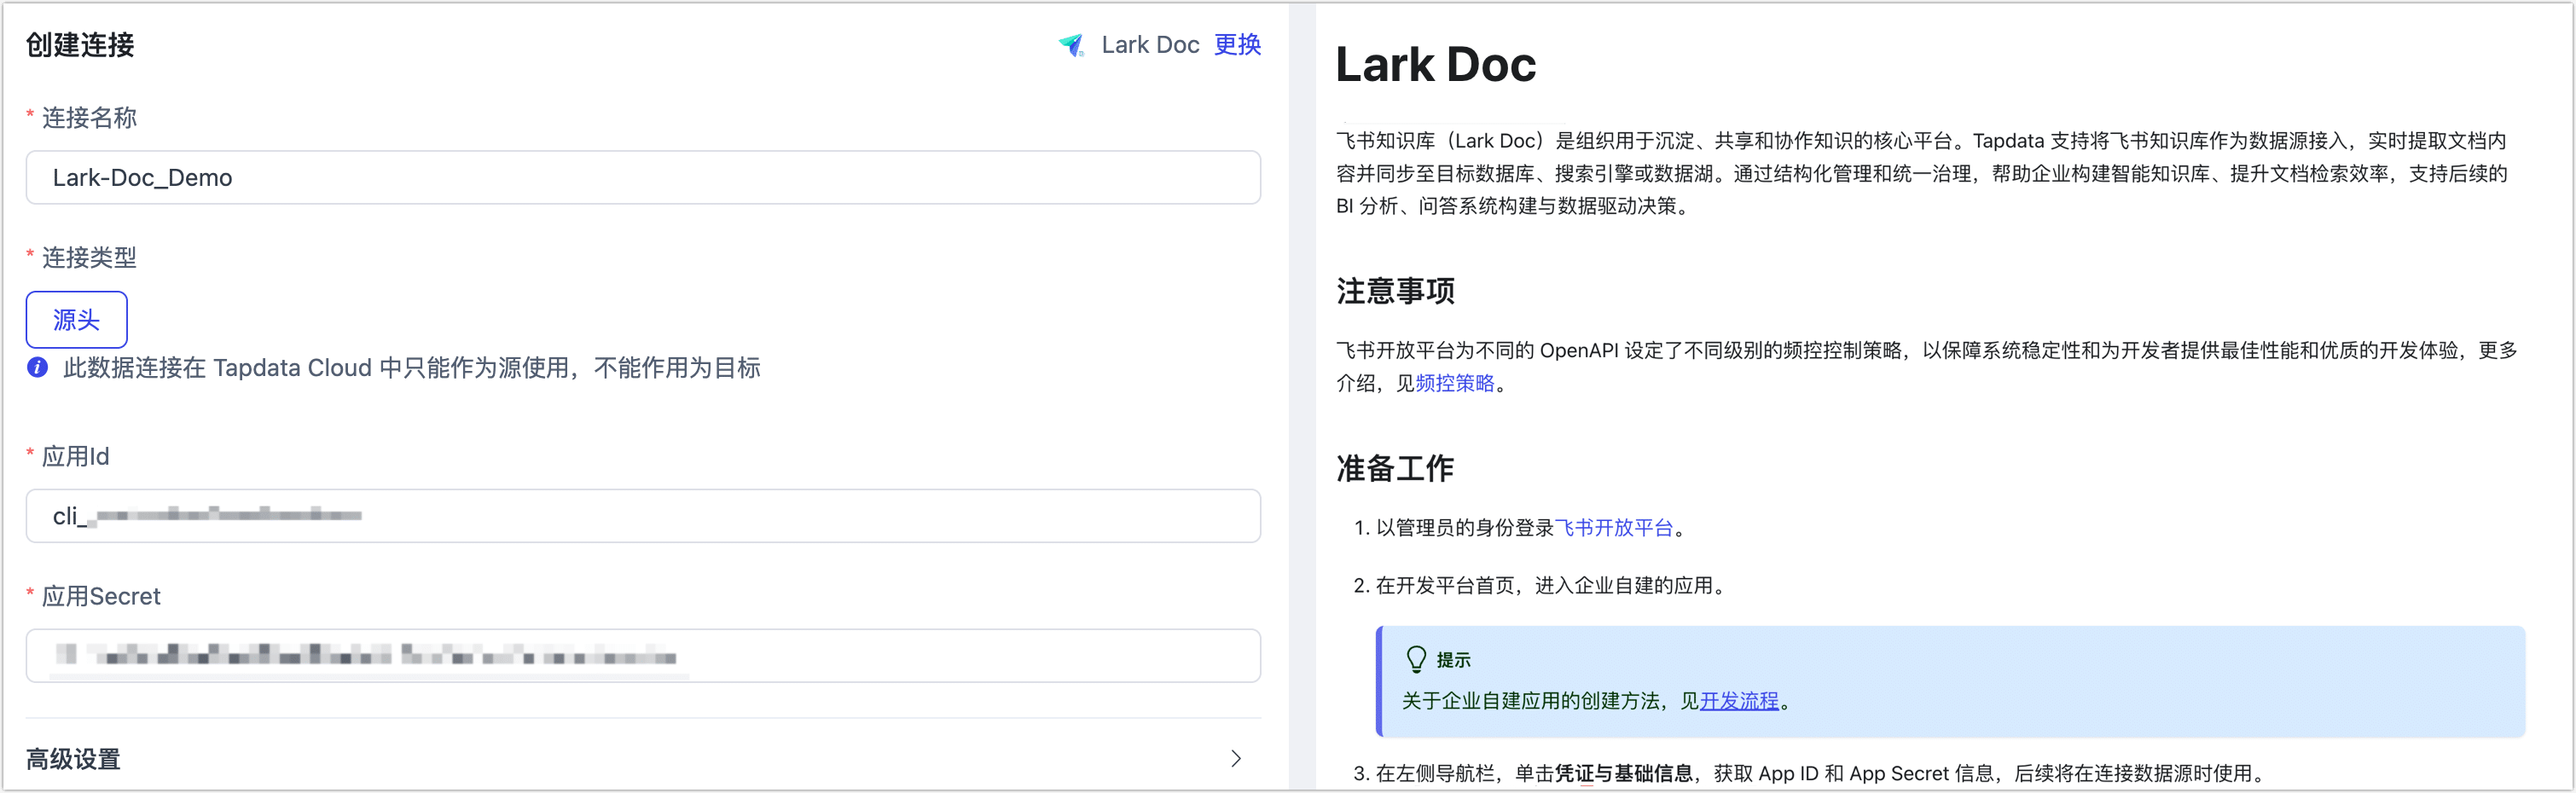 创建连接
Lark Doc 更换
* 连接名称
Lark-Doc_Demo
* 连接类型
源头
此数据连接在 Tapdata Cloud 中只能作为源使用，不能作用为目标
* 应用Id
cli_
* 应用Secret
高级设置
Lark Doc
飞书知识库（Lark Doc）是组织用于沉淀、共享和协作知识的核心平台。Tapdata 支持将飞书知识库作为数据源接入，实时提取文档内
容并同步至目标数据库、搜索引擎或数据湖。通过结构化管理和统一治理，帮助企业构建智能知识库、提升文档检索效率，支持后续的
BI 分析、问答系统构建与数据驱动决策。
注意事项
飞书开放平台为不同的 OpenAPI 设定了不同级别的频控控制策略，以保障系统稳定性和为开发者提供最佳性能和优质的开发体验，更多
介绍，见频控策略。
准备工作
1. 以管理员的身份登录飞书开放平台。
2. 在开发平台首页，进入企业自建的应用。
提示
关于企业自建应用的创建方法，见开发流程。
3. 在左侧导航栏，单击凭证与基础信息，获取 App ID 和 App Secret 信息，后续将在连接数据源时使用。